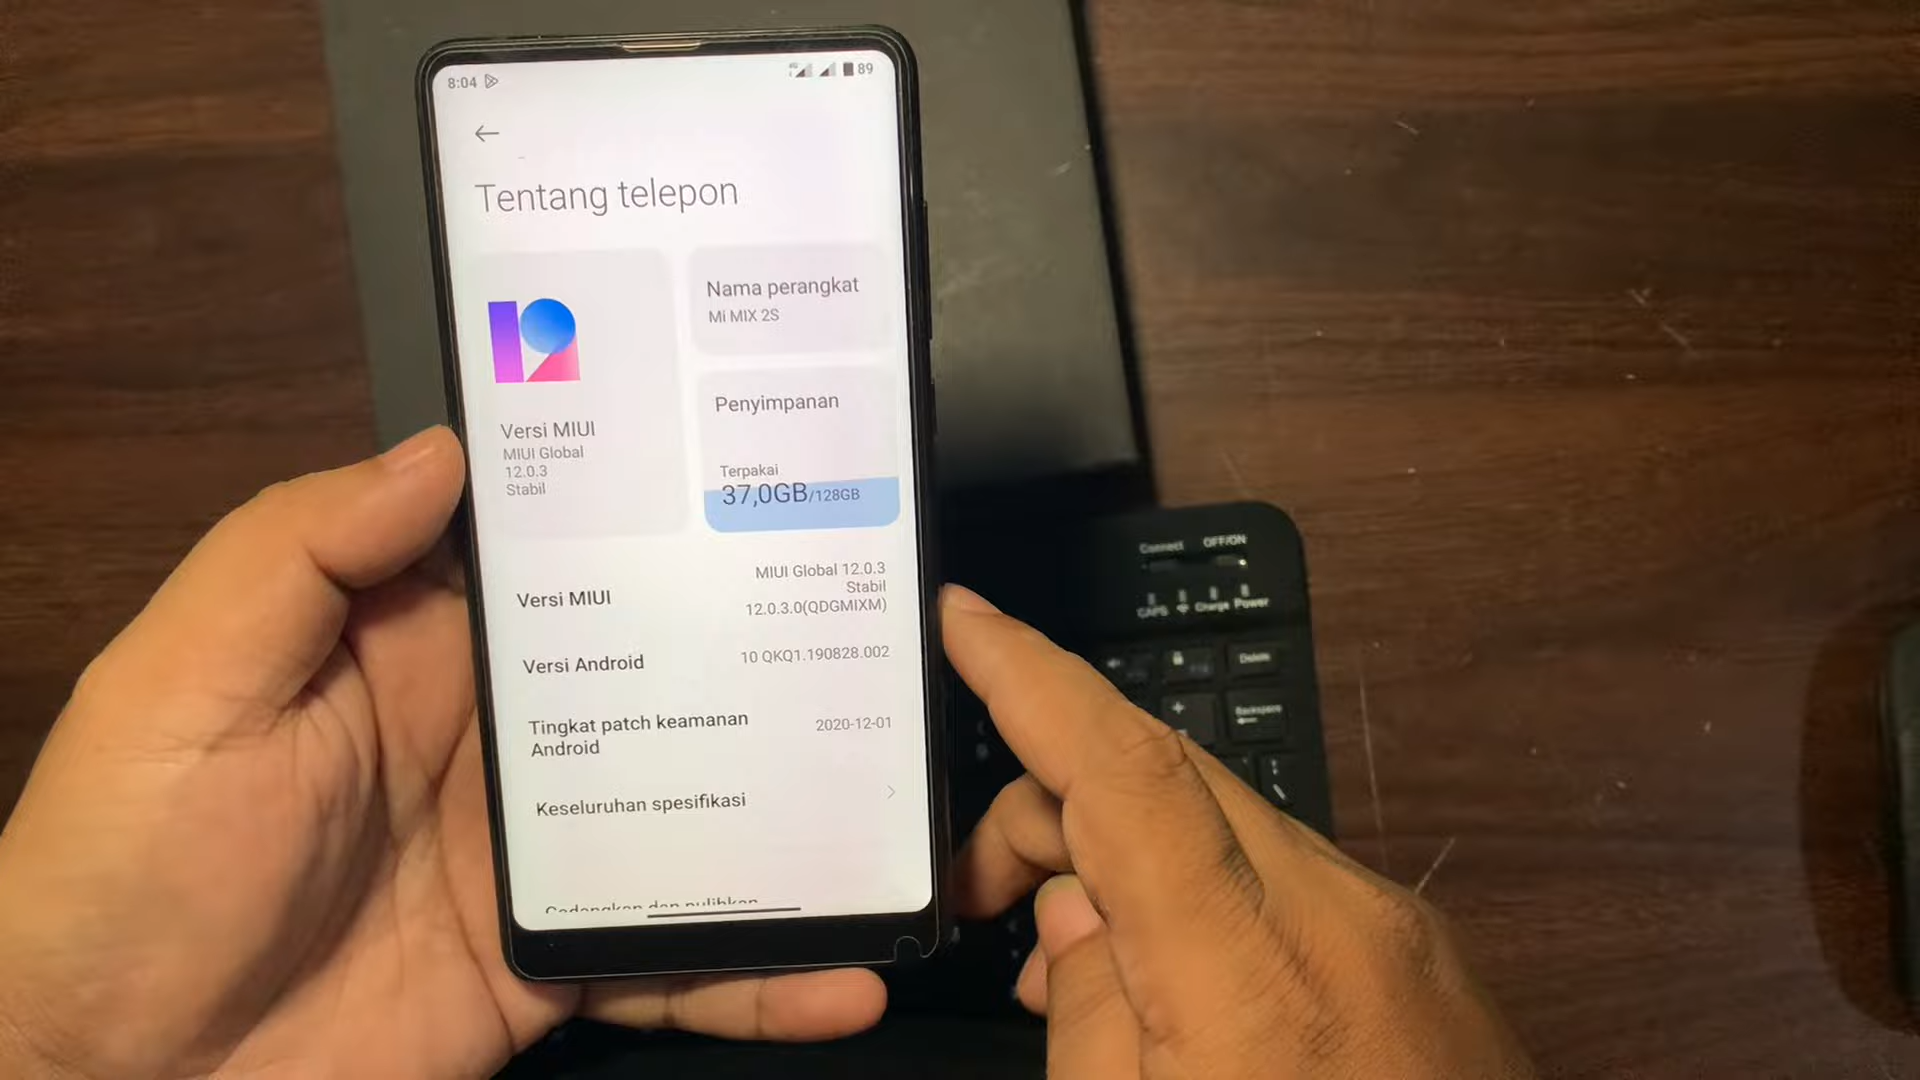 8:04
89
Tentang telepon
Versi MIUI
MIUI Global
12.0.3
Stabil
Nama perangkat
Mi MIX 2S
Penyimpanan
Terpakai
37,0GB/128GB
Versi MIUI
MIUI Global 12.0.3
Stabil
12.0.3.0(QDGMIXM)
Versi Android
10 QKQ1.190828.002
Tingkat patch keamanan
Android
2020-12-01
Keseluruhan spesifikasi
Cadangkan dan pulihkan
Connect OFF/ON
CAPS Charge Power
Delete
Backspace